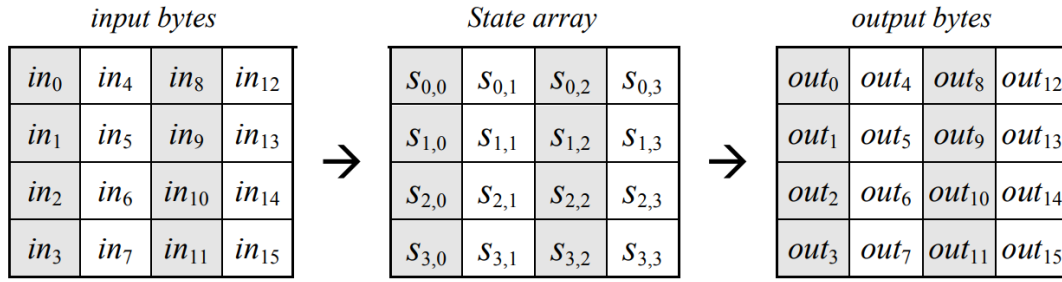 input bytes State array output bytes
in0 in4 in8 in12 s0,0 s0,1 s0,2 s0,3 out0 out4 out8 out12
in1 in5 in9 in13 s1,0 s1,1 s1,2 s1,3 out1 out5 out9 out13
→ →
in2 in6 in10 in14 s2,0 s2,1 s2,2 s2,3 out2 out6 out10 out14
in3 in7 in11 in15 s3,0 s3,1 s3,2 s3,3 out3 out7 out11 out15